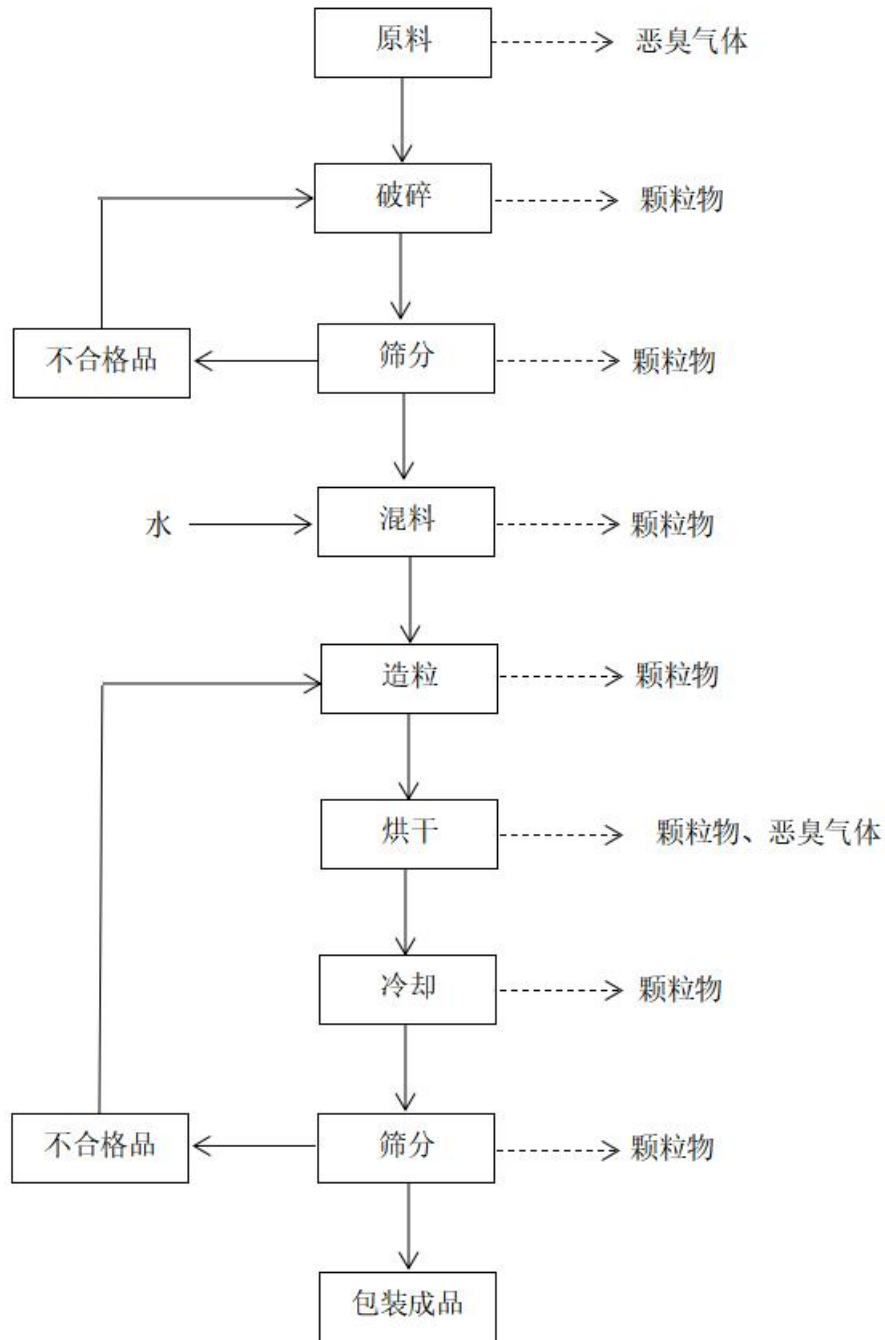 原料
恶臭气体
破碎
颗粒物
不合格品
筛分
颗粒物
水
混料
颗粒物
造粒
颗粒物
烘干
颗粒物、恶臭气体
冷却
颗粒物
不合格品
筛分
颗粒物
包装成品